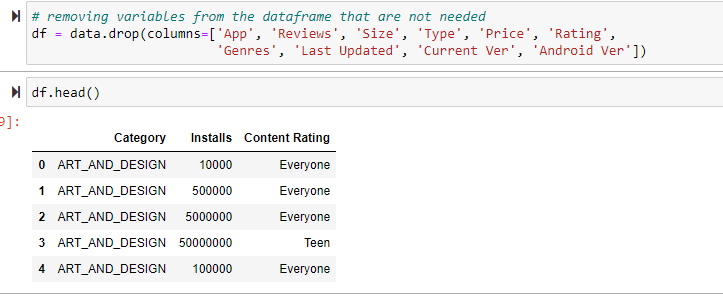 # removing variables from the dataframe that are not needed
df = data.drop(columns=['App', 'Reviews', 'Size', 'Type', 'Price', 'Rating',
'Genres', 'Last Updated', 'Current Ver', 'Android Ver'])
df.head()
9]:
Category Installs Content Rating
0 ART_AND_DESIGN 10000 Everyone
1 ART_AND_DESIGN 500000 Everyone
2 ART_AND_DESIGN 5000000 Everyone
3 ART_AND_DESIGN 50000000 Teen
4 ART_AND_DESIGN 100000 Everyone